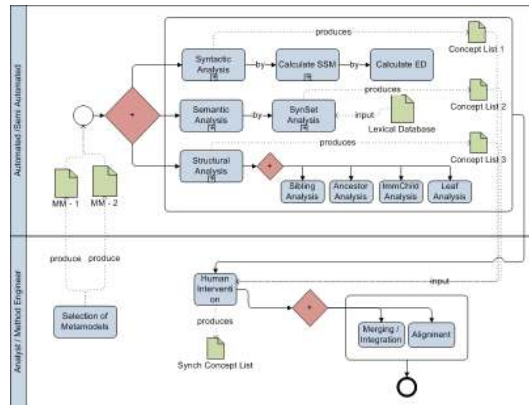 Automated /Semi Automated
produces
Concept List 1
Syntactic
Analysis
by
Calculate SSM
by
Calculate ED
produces
Concept List 2
Semantic
Analysis
by
SynSet
Analysis
input
Lexical Database
produces
Concept List 3
Structural
Analysis
Sibling
Analysis
Ancestor
Analysis
ImmChild
Analysis
Leaf
Analysis
MM - 1
MM - 2
Analyst / Method Engineer
produce
produce
Selection of
Metamodels
Human
Interventi
on
input
produces
Synch Concept List
Merging /
Integration
Alignment